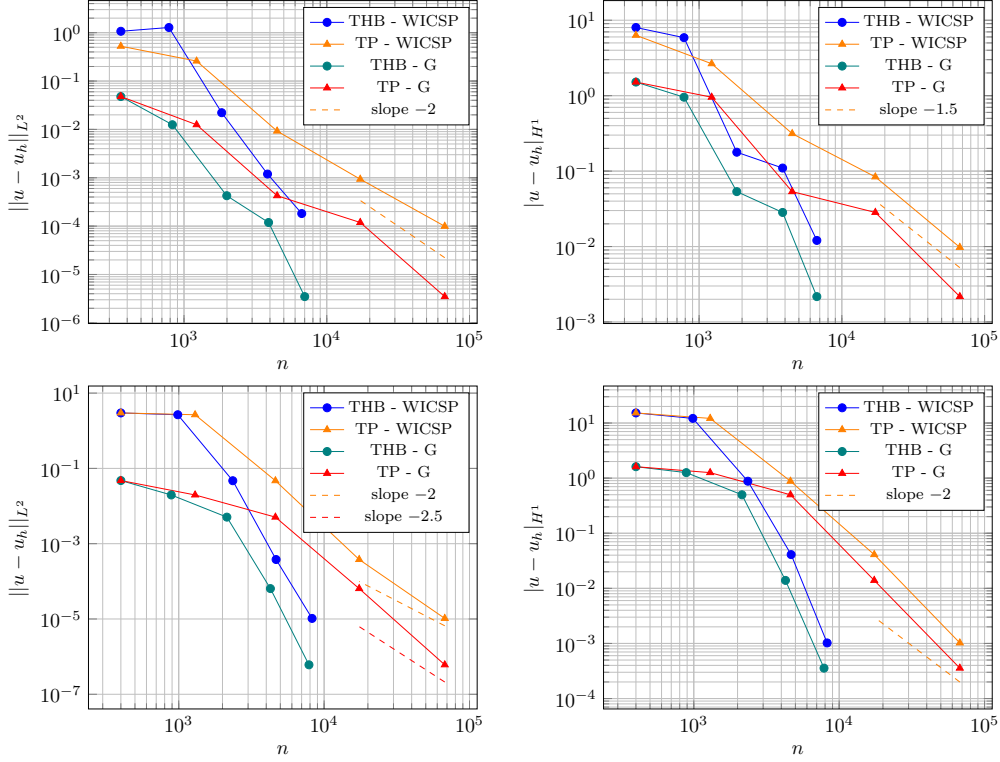 10^0
10^−1
10^−2
10^−3
10^−4
10^−5
10^−6
||u − u_h||_{L^2}
10^3
10^4
10^5
n
THB - WICSP
TP - WICSP
THB - G
TP - G
slope −2
10^1
10^0
10^−1
10^−2
10^−3
|u − u_h|_{H^1}
10^3
10^4
10^5
n
THB - WICSP
TP - WICSP
THB - G
TP - G
slope −1.5
10^1
10^−1
10^−3
10^−5
10^−7
||u − u_h||_{L^2}
10^3
10^4
10^5
n
THB - WICSP
TP - WICSP
THB - G
TP - G
slope −2
slope −2.5
10^1
10^0
10^−1
10^−2
10^−3
10^−4
|u − u_h|_{H^1}
10^3
10^4
10^5
n
THB - WICSP
TP - WICSP
THB - G
TP - G
slope −2